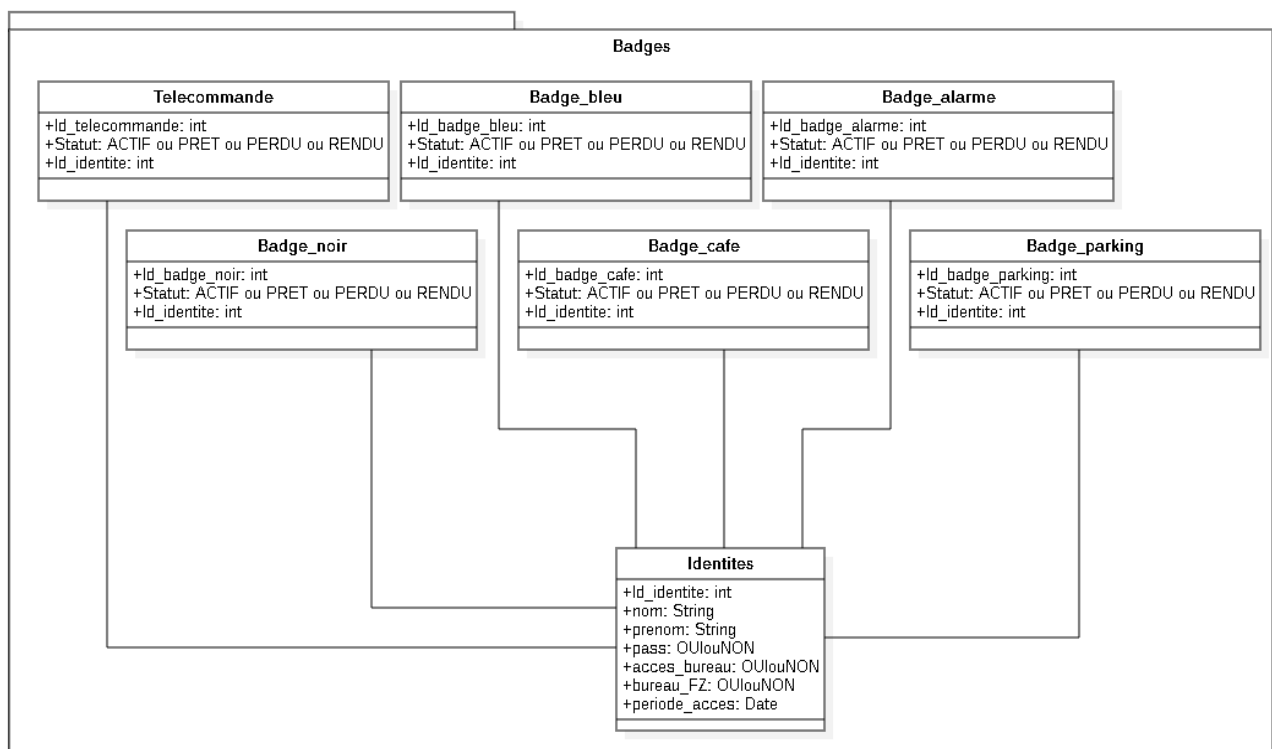 Badges
Telecommande
+Id_telecommande: int
+Statut: ACTIF ou PRET ou PERDU ou RENDU
+Id_identite: int
Badge_bleu
+Id_badge_bleu: int
+Statut: ACTIF ou PRET ou PERDU ou RENDU
+Id_identite: int
Badge_alarme
+Id_badge_alarme: int
+Statut: ACTIF ou PRET ou PERDU ou RENDU
+Id_identite: int
Badge_noir
+Id_badge_noir: int
+Statut: ACTIF ou PRET ou PERDU ou RENDU
+Id_identite: int
Badge_cafe
+Id_badge_cafe: int
+Statut: ACTIF ou PRET ou PERDU ou RENDU
+Id_identite: int
Badge_parking
+Id_badge_parking: int
+Statut: ACTIF ou PRET ou PERDU ou RENDU
+Id_identite: int
Identites
+Id_identite: int
+nom: String
+prenom: String
+pass: OUIouNON
+acces_bureau: OUIouNON
+bureau_FZ: OUIouNON
+periode_acces: Date